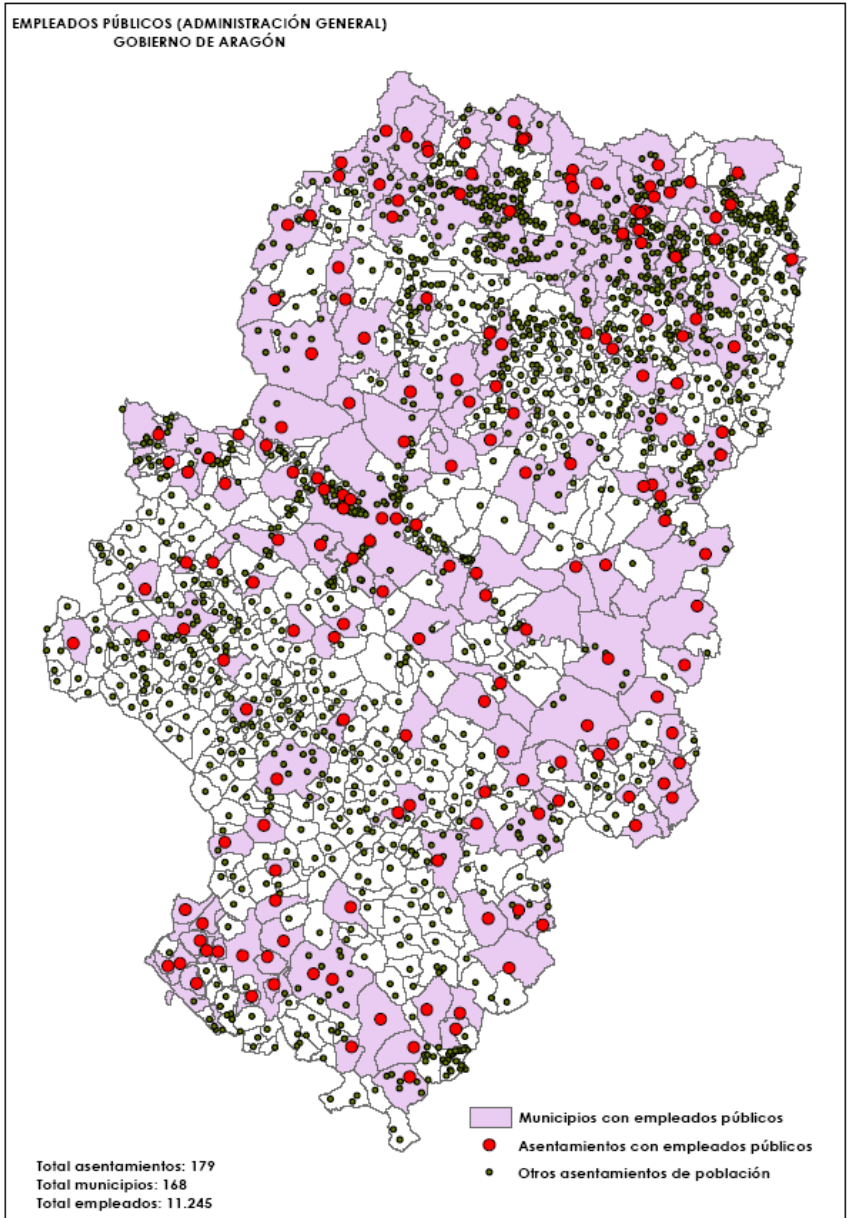 EMPLEADOS PÚBLICOS (ADMINISTRACIÓN GENERAL)
GOBIERNO DE ARAGÓN
Municipios con empleados públicos
Asentamientos con empleados públicos
Otros asentamientos de población
Total asentamientos: 179
Total municipios: 168
Total empleados: 11.245